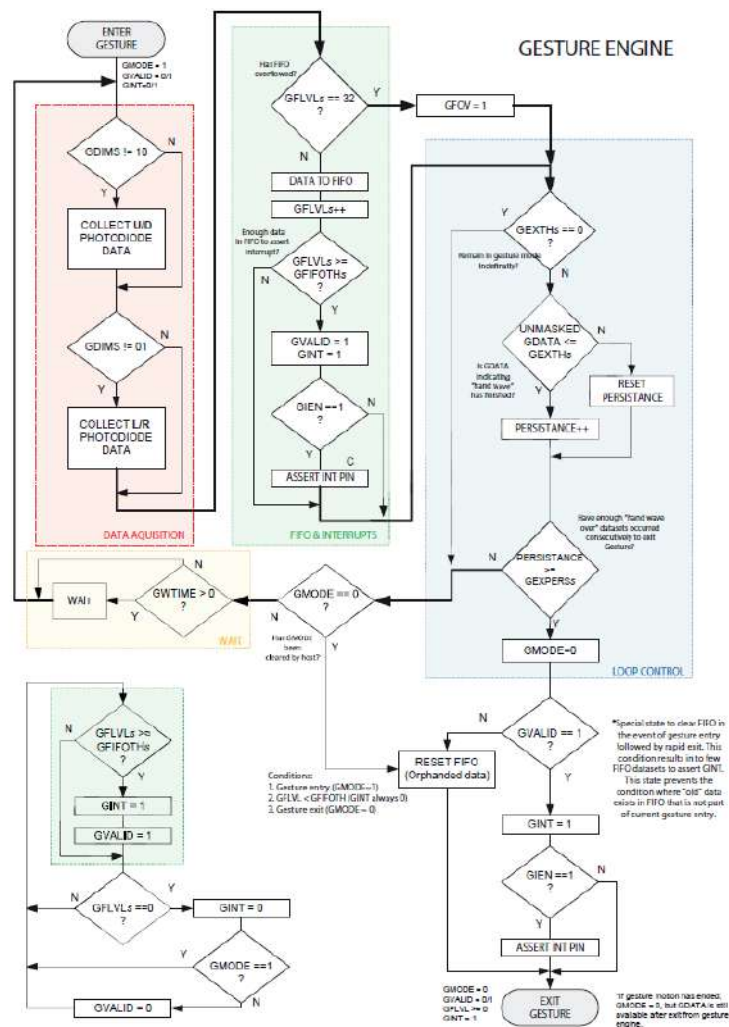 GESTURE ENGINE
ENTER
GESTURE
GMODE = 1
GVALID = 0/1
GINT=0/1
GDIMS != 10
N
Y
COLLECT U/D
PHOTODIODE
DATA
GDIMS != 01
N
Y
COLLECT L/R
PHOTODIODE
DATA
DATA AQUISITION
Has FIFO
overflowed?
GFLVLs == 32
?
Y
N
GFOV = 1
DATA TO FIFO
GFLVLs++
Enough data
in FIFO to assert
interrupt?
GFLVLs >=
GFIFOTHs
?
N
Y
GVALID = 1
GINT = 1
GIEN ==1
?
N
Y
C
ASSERT INT PIN
FIFO & INTERRUPTS
Y
GEXTHs == 0
?
Remain in gesture mode
indefinatly?
N
UNMASKED
GDATA <=
GEXTHs
N
Is GDATA
indicating
"hand wave"
has finished?
Y
RESET
PERSISTANCE
PERSISTANCE++
Have enough "hand wave
over" datasets occurred
consecutively to exit
Gesture?
N
PERSISTANCE
>=
GEXPERSs
Y
GMODE=0
LOOP CONTROL
WAIT
GWTIME > 0
?
N
Y
WAIT
GMODE == 0
?
N
Has GMODE
been
cleared by host?
Y
GFLVLs >=
GFIFOTHs
?
N
Y
GINT = 1
GVALID = 1
N
GFLVLs ==0
?
Y
GINT = 0
Y
GMODE ==1
?
N
GVALID = 0
Conditions:
1. Gesture entry (GMODE=1)
2. GFLVL < GFIFOTH (GINT always 0)
3. Gesture exit (GMODE = 0)
RESET FIFO
(Orphanded data)
N
GVALID == 1
?
Y
*Special state to clear FIFO in
the event of gesture entry
followed by rapid exit. This
condition results in to few
FIFO datasets to assert GINT.
This state prevents the
condition where "old" data
exists in FIFO that is not part
of current gesture entry.
GINT = 1
GIEN ==1
?
N
Y
ASSERT INT PIN
GMODE = 0
GVALID = 0/1
GFLVL >= 0
GINT = 1
EXIT
GESTURE
*If gesture motion has ended;
GMODE = 0, but GDATA is still
available after exit from gesture
engine.